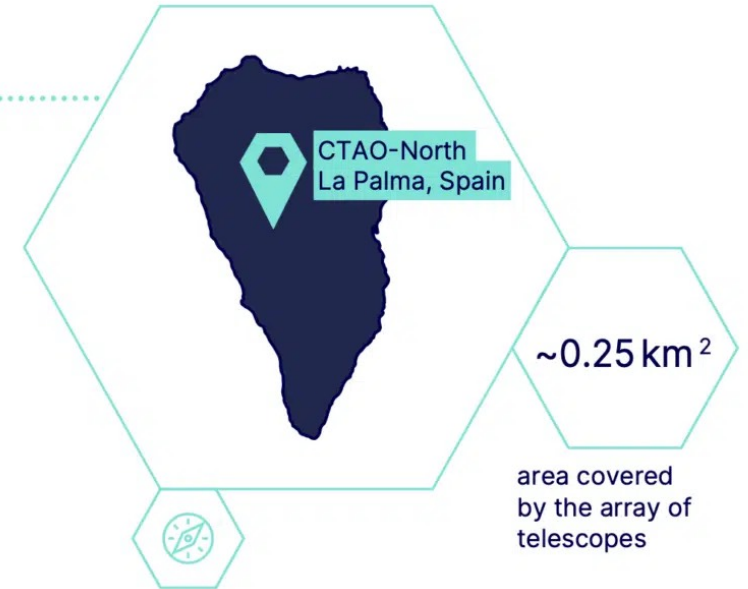 CTAO-North
La Palma, Spain
~0.25 km²
area covered
by the array of
telescopes